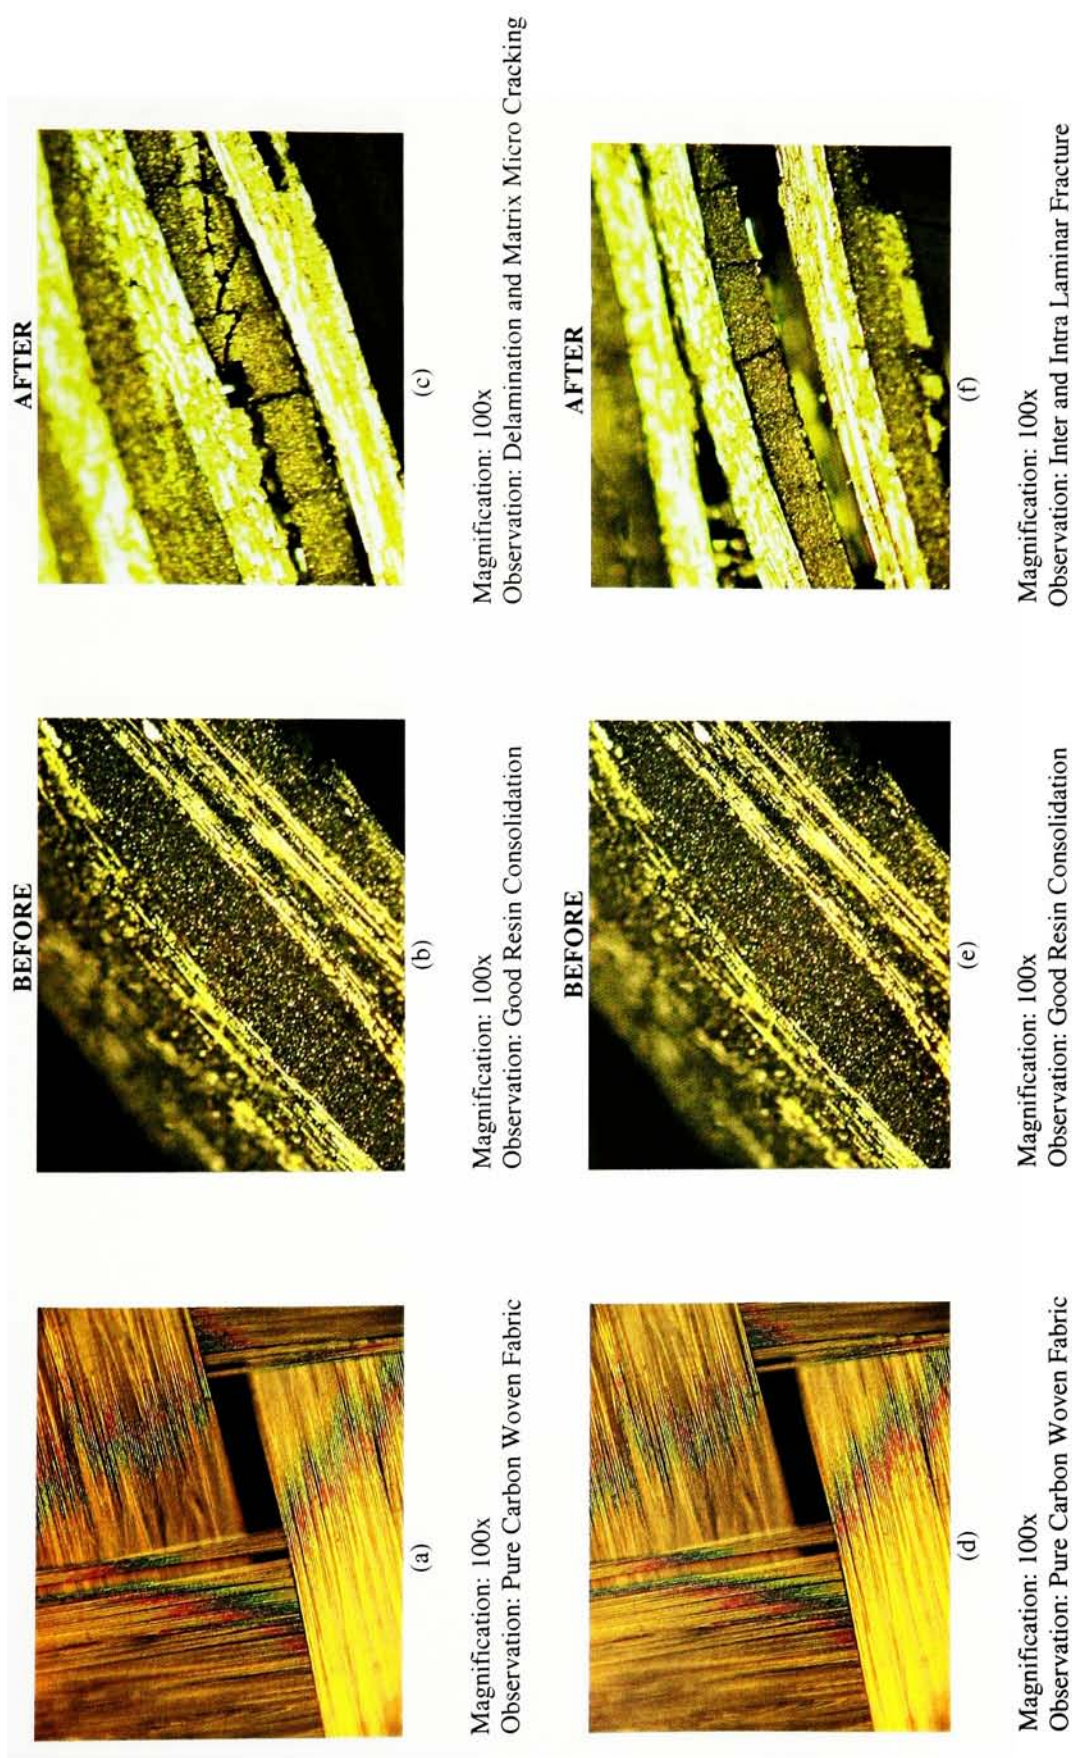 BEFORE
AFTER
(a)
(b)
(c)
Magnification: 100x
Observation: Pure Carbon Woven Fabric
Magnification: 100x
Observation: Good Resin Consolidation
Magnification: 100x
Observation: Delamination and Matrix Micro Cracking
BEFORE
AFTER
(d)
(e)
(f)
Magnification: 100x
Observation: Pure Carbon Woven Fabric
Magnification: 100x
Observation: Good Resin Consolidation
Magnification: 100x
Observation: Inter and Intra Laminar Fracture